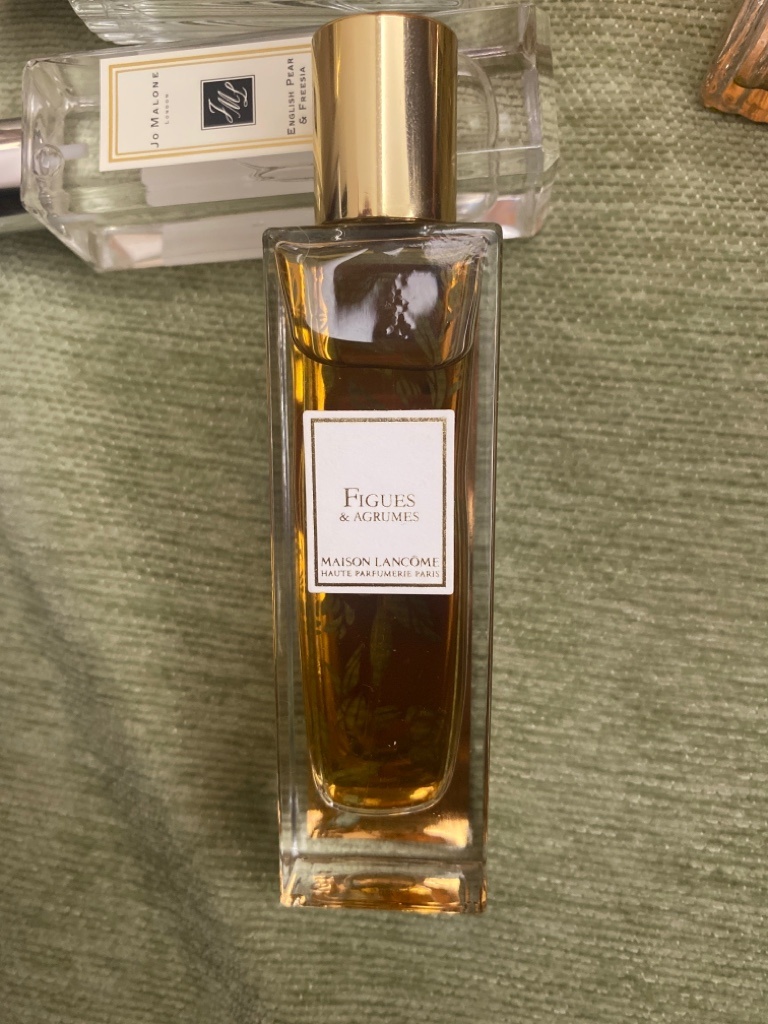 JO MALONE
LONDON
JML
ENGLISH PEAR
& FREESIA
FIGUES
& AGRUMES
MAISON LANCÔME
HAUTE PARFUMERIE PARIS